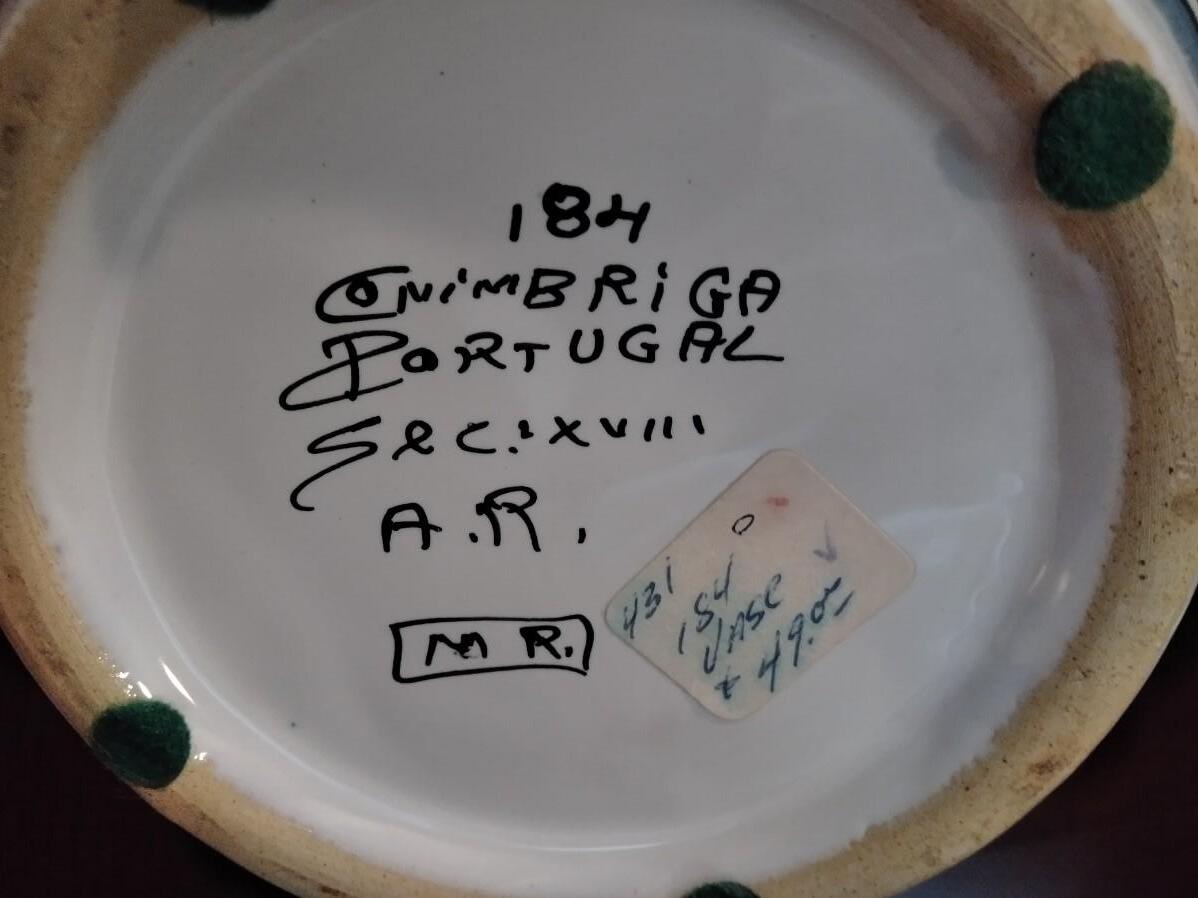 184
CONIMBRIGA
PORTUGAL
SEC. XVIII
A.R.
M R.
431
184
VASE
49.00